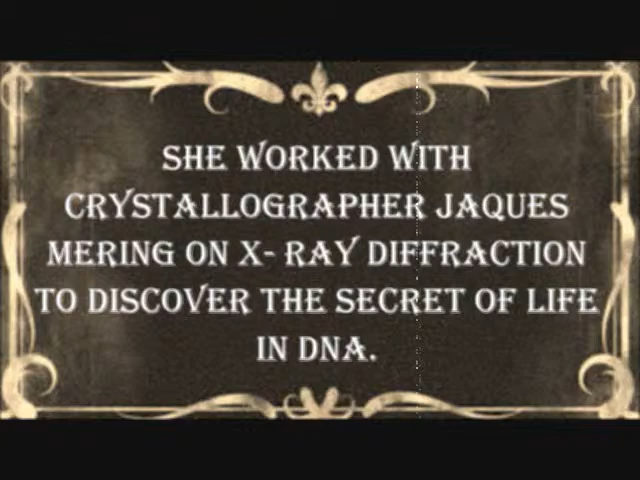 SHE WORKED WITH
CRYSTALLOGRAPHER JAQUES
MERING ON X- RAY DIFFRACTION
TO DISCOVER THE SECRET OF LIFE
IN DNA.